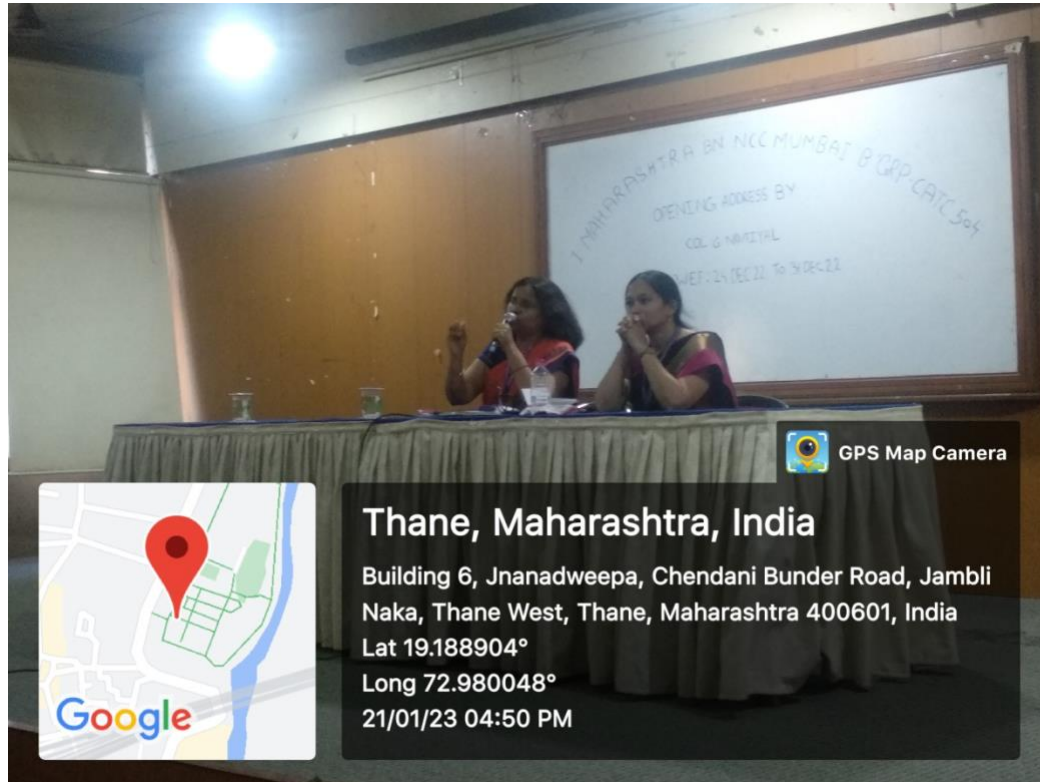 1 MAHARASHTRA BN NCC MUMBAI 'B' GRP CATC 504
OPENING ADDRESS BY
COL G
WEF: 24 DEC 22 TO 31 DEC 22
GPS Map Camera
Thane, Maharashtra, India
Building 6, Jnanadweepa, Chendani Bunder Road, Jambli
Naka, Thane West, Thane, Maharashtra 400601, India
Lat 19.188904°
Long 72.980048°
21/01/23 04:50 PM
Google